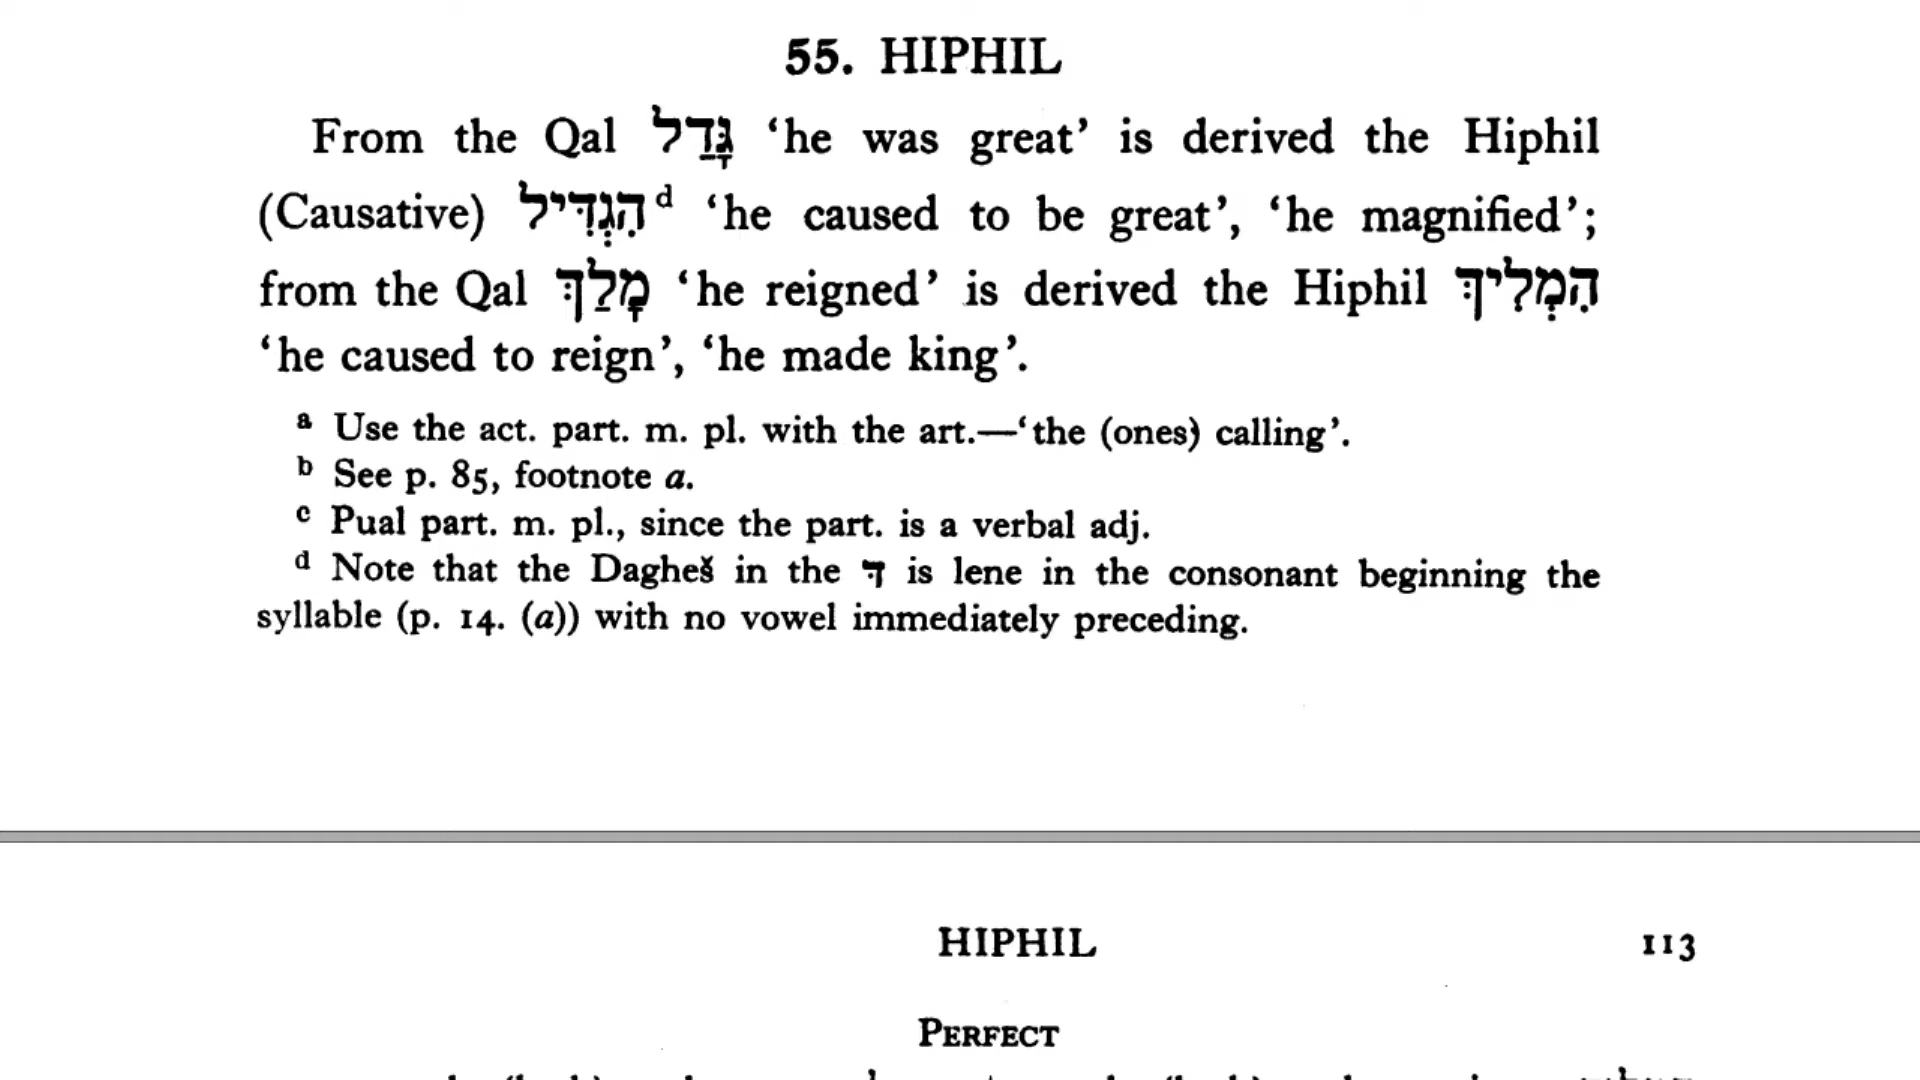 55. HIPHIL
From the Qal גָּדַל ‘he was great’ is derived the Hiphil
(Causative) הִגְדִּיל d ‘he caused to be great’, ‘he magnified’;
from the Qal מָלַךְ ‘he reigned’ is derived the Hiphil הִמְלִיךְ
‘he caused to reign’, ‘he made king’.
a Use the act. part. m. pl. with the art.—‘the (ones) calling’.
b See p. 85, footnote a.
c Pual part. m. pl., since the part. is a verbal adj.
d Note that the Dagheš in the דּ is lene in the consonant beginning the
syllable (p. 14. (a)) with no vowel immediately preceding.
HIPHIL 113
PERFECT